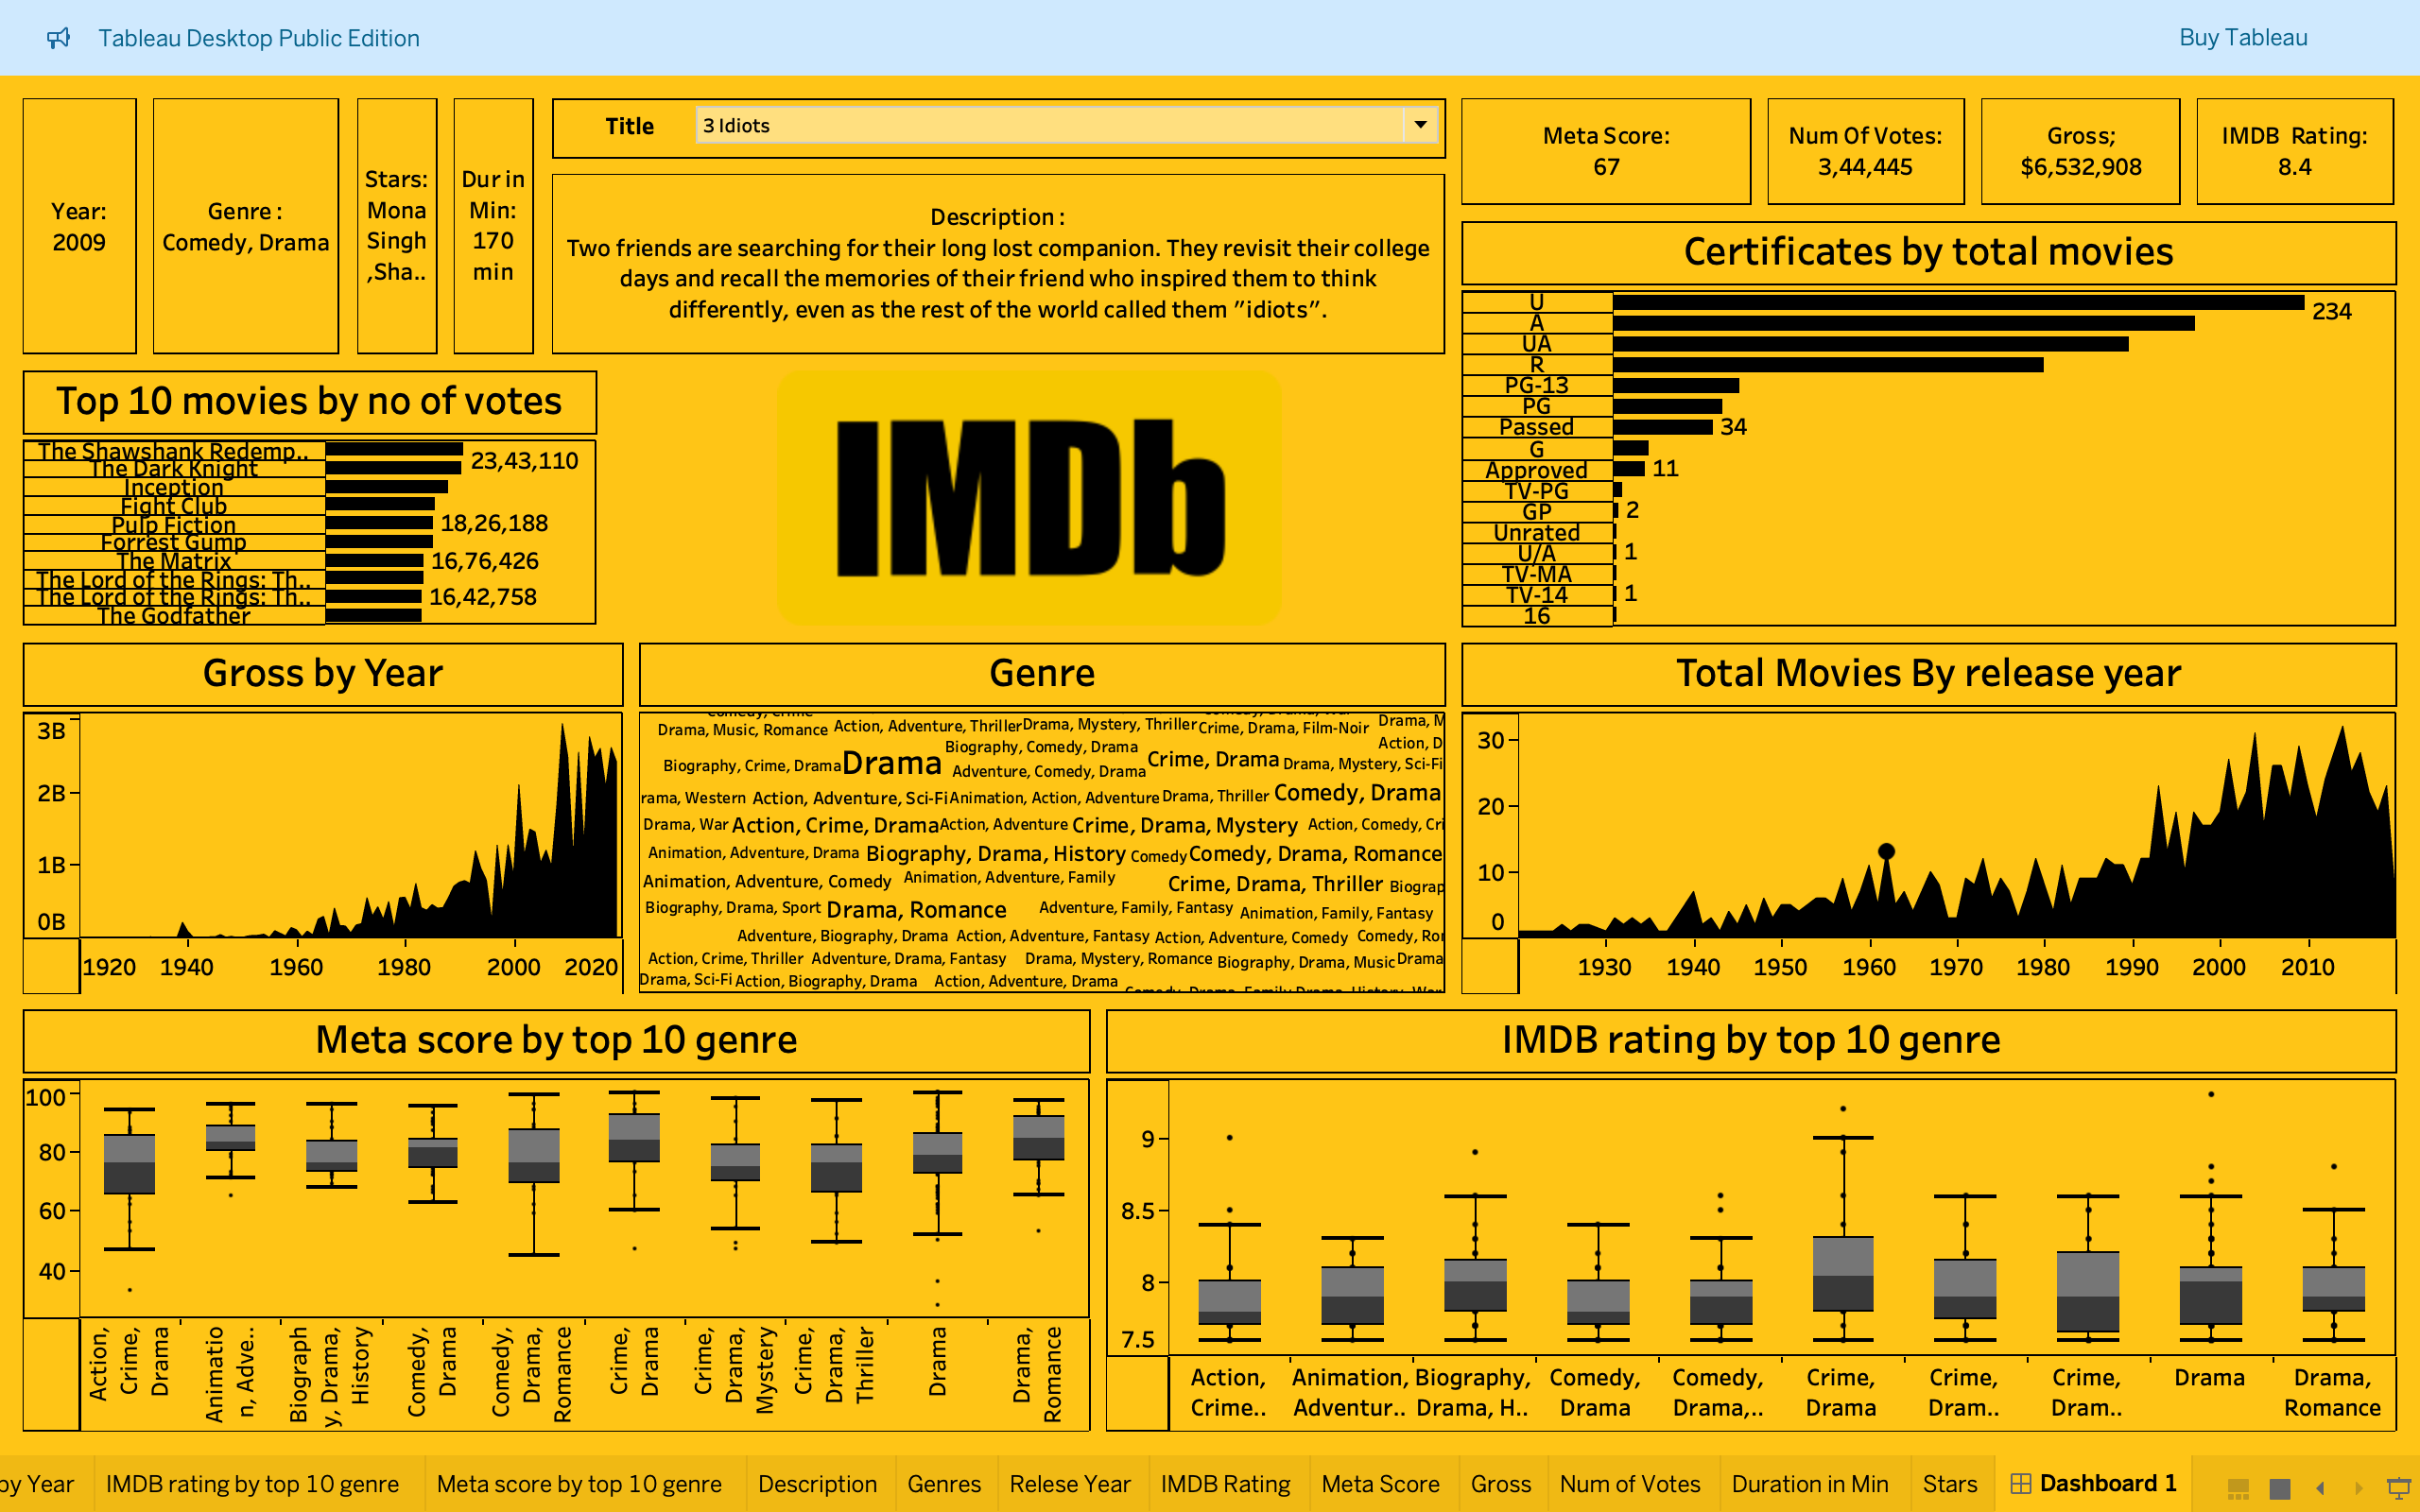 Tableau Desktop Public Edition
Buy Tableau
Year:
2009
Genre :
Comedy, Drama
Stars:
Mona
Singh
,Sha..
Dur in
Min:
170
min
Title
3 Idiots
Description :
Two friends are searching for their long lost companion. They revisit their college
days and recall the memories of their friend who inspired them to think
differently, even as the rest of the world called them "idiots".
Meta Score:
67
Num Of Votes:
3,44,445
Gross;
$6,532,908
IMDB Rating:
8.4
Certificates by total movies
U
234
A
UA
R
PG-13
PG
Passed
34
G
Approved
11
TV-PG
GP
2
Unrated
U/A
1
TV-MA
TV-14
1
16
Top 10 movies by no of votes
The Shawshank Redemp..
23,43,110
The Dark Knight
Inception
Fight Club
Pulp Fiction
18,26,188
Forrest Gump
The Matrix
16,76,426
The Lord of the Rings: Th..
The Lord of the Rings: Th..
16,42,758
The Godfather
IMDb
Gross by Year
3B
2B
1B
0B
1920 1940 1960 1980 2000 2020
Genre
Drama, Music, Romance Action, Adventure, Thriller Drama, Mystery, Thriller Crime, Drama, Film-Noir Drama, M
Biography, Comedy, Drama Action, D
Biography, Crime, Drama Drama Adventure, Comedy, Drama Crime, Drama Drama, Mystery, Sci-Fi
rama, Western Action, Adventure, Sci-Fi Animation, Action, Adventure Drama, Thriller Comedy, Drama
Drama, War Action, Crime, Drama Action, Adventure Crime, Drama, Mystery Action, Comedy, Cri
Animation, Adventure, Drama Biography, Drama, History Comedy Comedy, Drama, Romance
Animation, Adventure, Comedy Animation, Adventure, Family Crime, Drama, Thriller Biograp
Biography, Drama, Sport Drama, Romance Adventure, Family, Fantasy Animation, Family, Fantasy
Adventure, Biography, Drama Action, Adventure, Fantasy Action, Adventure, Comedy Comedy, Ror
Action, Crime, Thriller Adventure, Drama, Fantasy Drama, Mystery, Romance Biography, Drama, Music Drama
Drama, Sci-Fi Action, Biography, Drama Action, Adventure, Drama
Total Movies By release year
30
20
10
0
1930 1940 1950 1960 1970 1980 1990 2000 2010
Meta score by top 10 genre
100
80
60
40
Action,
Crime,
Drama
Animatio
n, Adve..
Biograph
y, Drama,
History
Comedy,
Drama
Comedy,
Drama,
Romance
Crime,
Drama
Crime,
Drama,
Mystery
Crime,
Drama,
Thriller
Drama
Drama,
Romance
IMDB rating by top 10 genre
9
8.5
8
7.5
Action,
Crime..
Animation,
Adventur..
Biography,
Drama, H..
Comedy,
Drama
Comedy,
Drama,..
Crime,
Drama
Crime,
Dram..
Crime,
Dram..
Drama
Drama,
Romance
by Year
IMDB rating by top 10 genre
Meta score by top 10 genre
Description
Genres
Relese Year
IMDB Rating
Meta Score
Gross
Num of Votes
Duration in Min
Stars
Dashboard 1